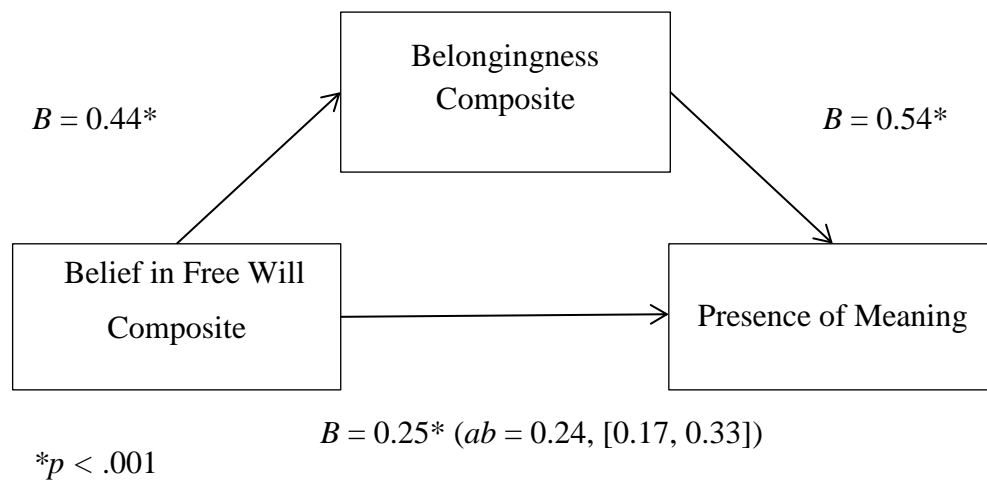 Belongingness
Composite
B = 0.44*
B = 0.54*
Belief in Free Will
Composite
Presence of Meaning
B = 0.25* (ab = 0.24, [0.17, 0.33])
*p < .001